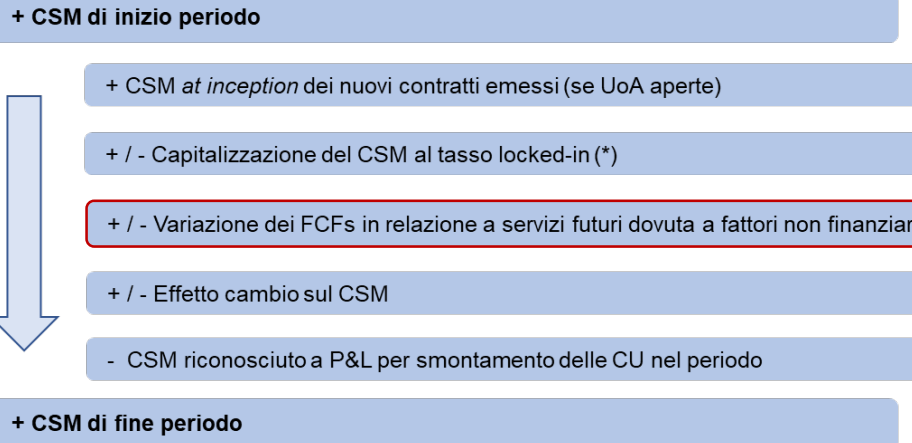 + CSM di inizio periodo
+ CSM at inception dei nuovi contratti emessi (se UoA aperte)
+ / - Capitalizzazione del CSM al tasso locked-in (*)
+ / - Variazione dei FCFs in relazione a servizi futuri dovuta a fattori non
+ / - Effetto cambio sul CSM
- CSM riconosciuto a P&L per smontamento delle CU nel periodo
+ CSM di fine periodo